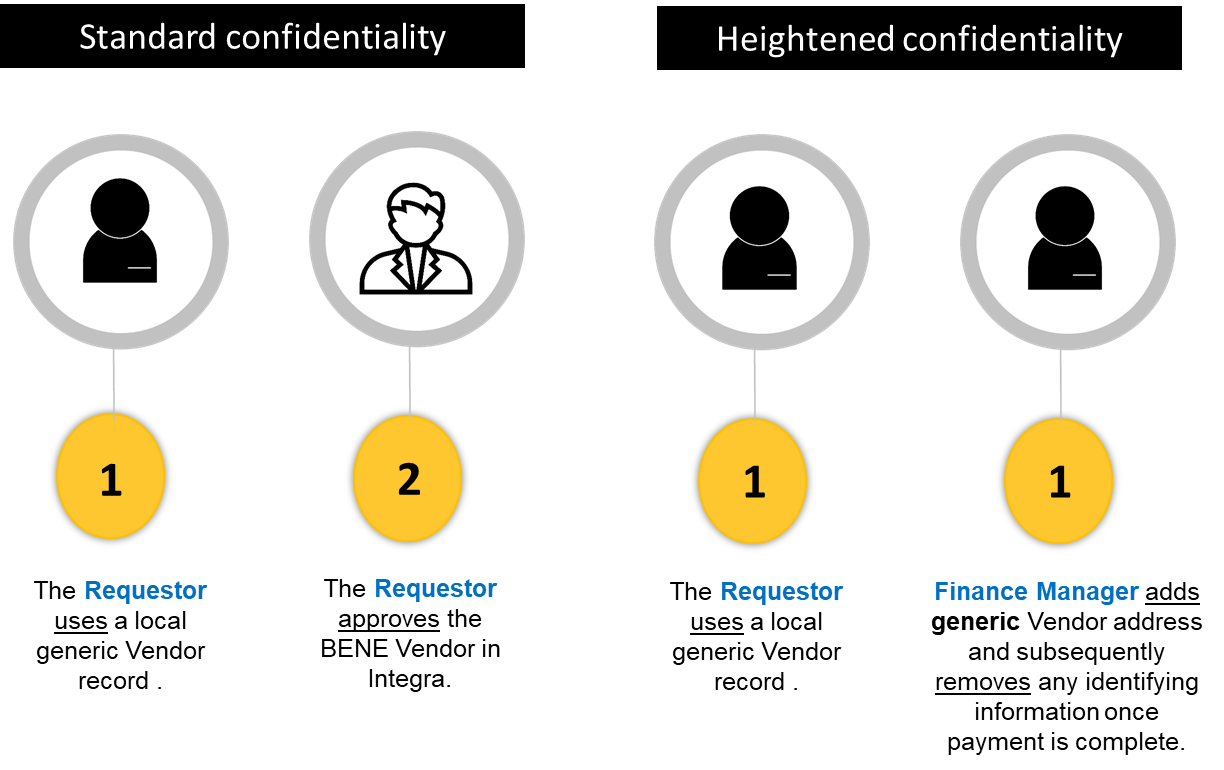 Standard confidentiality
1
The Requestor
uses a local
generic Vendor
record .
2
The Requestor
approves the
BENE Vendor in
Integra.
Heightened confidentiality
1
The Requestor
uses a local
generic Vendor
record .
1
Finance Manager adds
generic Vendor address
and subsequently
removes any identifying
information once
payment is complete.